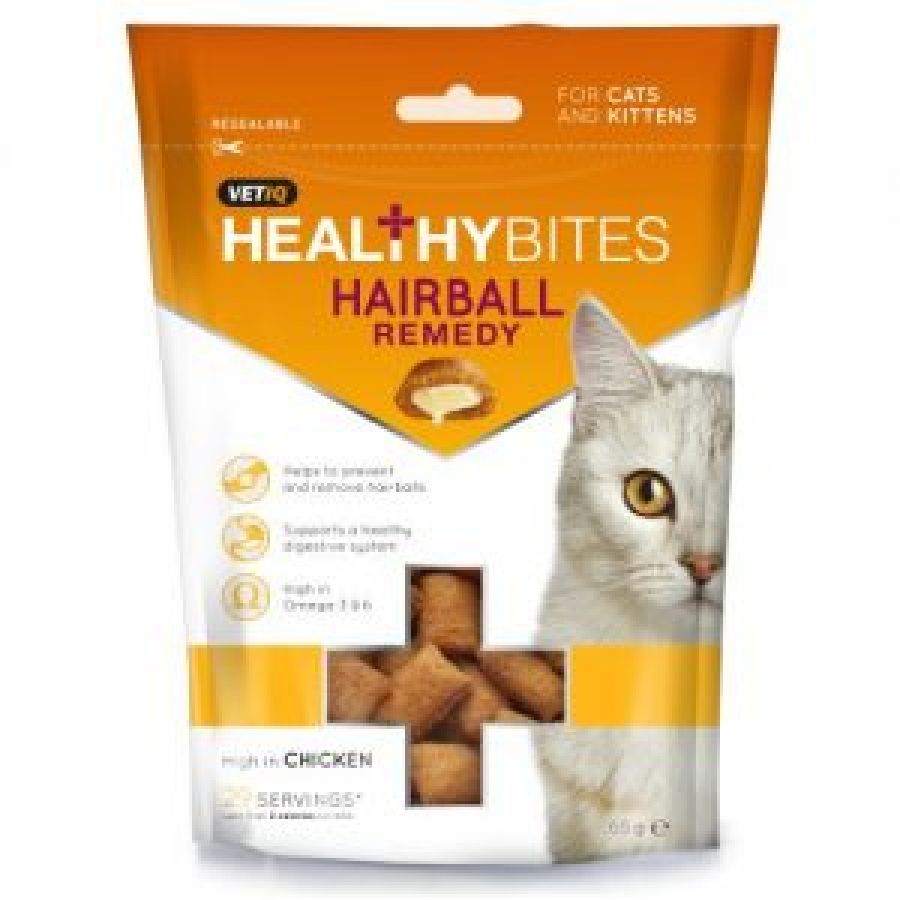 RESEALABLE
FOR CATS
AND KITTENS
VETIQ
HEALTHYBITES
HAIRBALL
REMEDY
Helps to prevent
and remove hairballs
Supports a healthy
digestive system
High in
Omega 3 & 6
High in CHICKEN
SERVINGS*
65g e